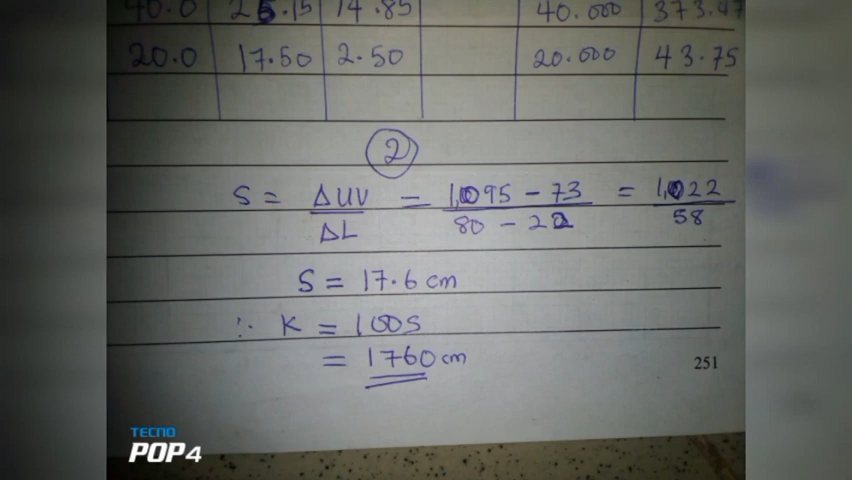 40.0 25.15 14.85 40.000 373.47
20.0 17.50 2.50 20.000 43.75
2
S = ΔUV / ΔL = 1,095 - 73 / 80 - 22 = 1,022 / 58
S = 17.6 cm
∴ K = 100S
= 1760 cm
251
TECNO
POP 4